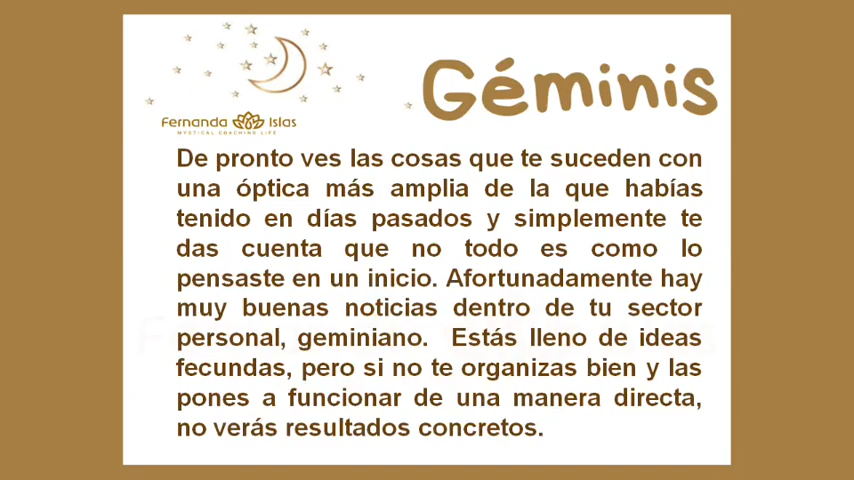 Géminis
Fernanda Islas
MYSTICAL COACHING LIFE
De pronto ves las cosas que te suceden con
una óptica más amplia de la que habías
tenido en días pasados y simplemente te
das cuenta que no todo es como lo
pensaste en un inicio. Afortunadamente hay
muy buenas noticias dentro de tu sector
personal, geminiano. Estás lleno de ideas
fecundas, pero si no te organizas bien y las
pones a funcionar de una manera directa,
no verás resultados concretos.